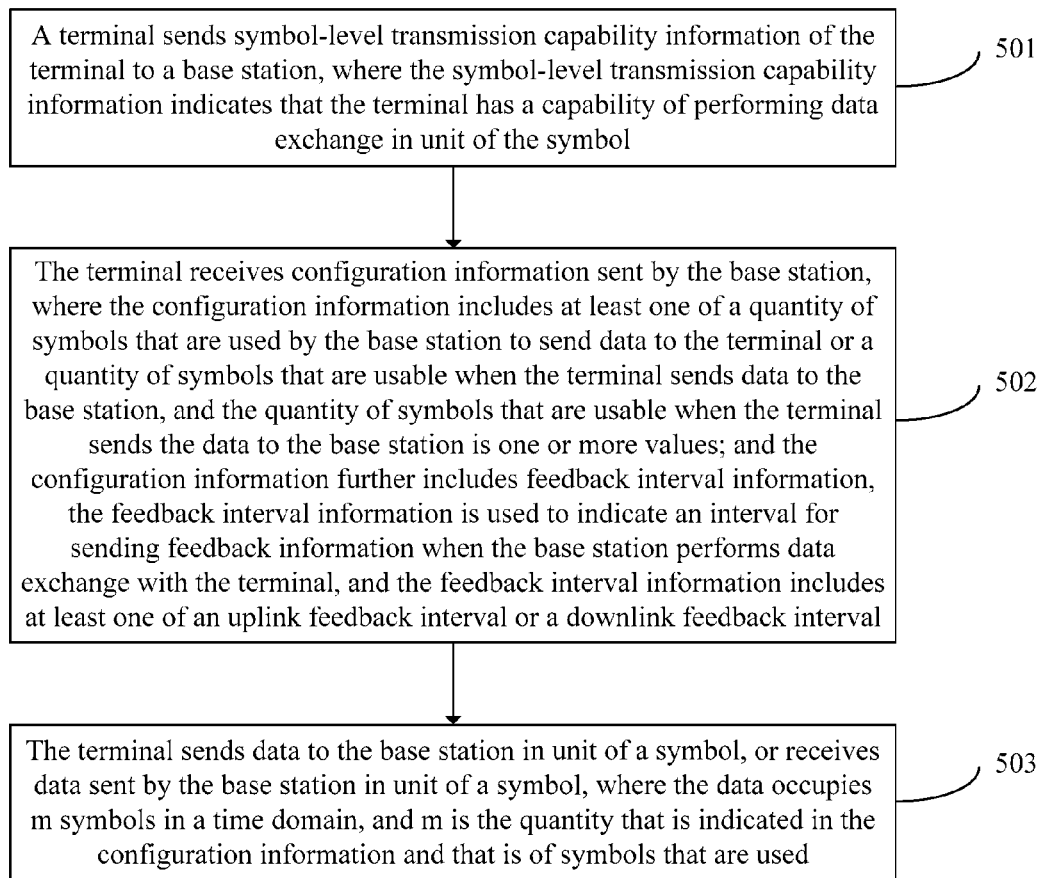 A terminal sends symbol-level transmission capability information of the
terminal to a base station, where the symbol-level transmission capability
information indicates that the terminal has a capability of performing data
exchange in unit of the symbol
501
The terminal receives configuration information sent by the base station,
where the configuration information includes at least one of a quantity of
symbols that are used by the base station to send data to the terminal or a
quantity of symbols that are usable when the terminal sends data to the
base station, and the quantity of symbols that are usable when the terminal
sends the data to the base station is one or more values; and the
configuration information further includes feedback interval information,
the feedback interval information is used to indicate an interval for
sending feedback information when the base station performs data
exchange with the terminal, and the feedback interval information includes
at least one of an uplink feedback interval or a downlink feedback interval
502
The terminal sends data to the base station in unit of a symbol, or receives
data sent by the base station in unit of a symbol, where the data occupies
m symbols in a time domain, and m is the quantity that is indicated in the
configuration information and that is of symbols that are used
503